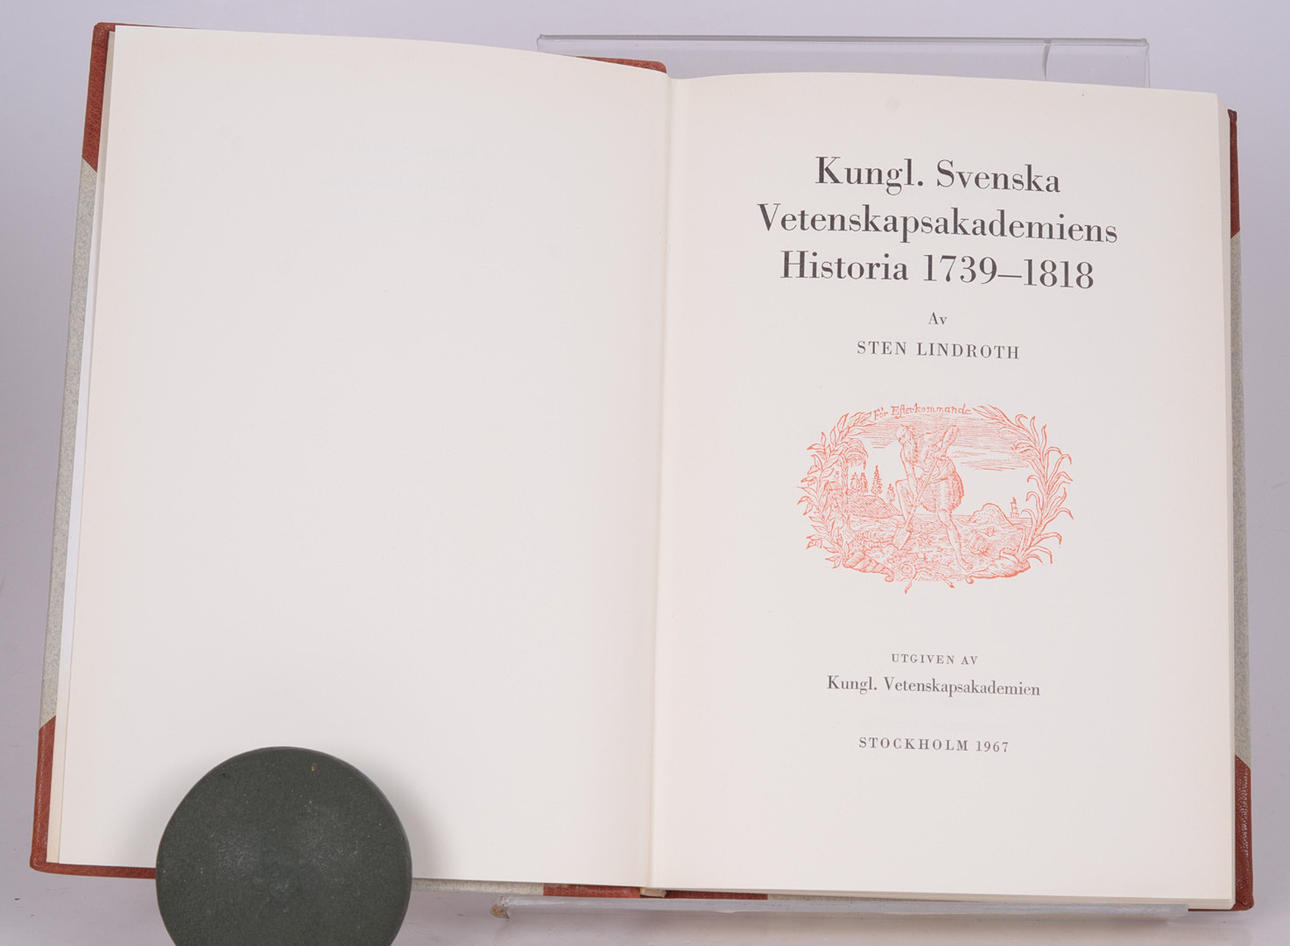 Kungl. Svenska
Vetenskapsakademiens
Historia 1739–1818
Av
STEN LINDROTH
För Efterkommande
UTGIVEN AV
Kungl. Vetenskapsakademien
STOCKHOLM 1967